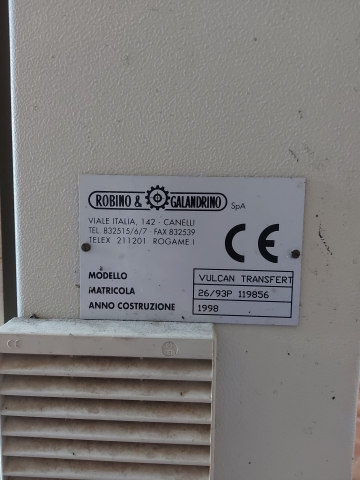 ROBINO & GALANDRINO SpA
VIALE ITALIA, 142 - CANELLI
TEL. 832515/6/7 - FAX 832539
TELEX 211201 ROGAME.I
CE
MODELLO VULCAN TRANSFERT
MATRICOLA 26/93P 119856
ANNO COSTRUZIONE 1998